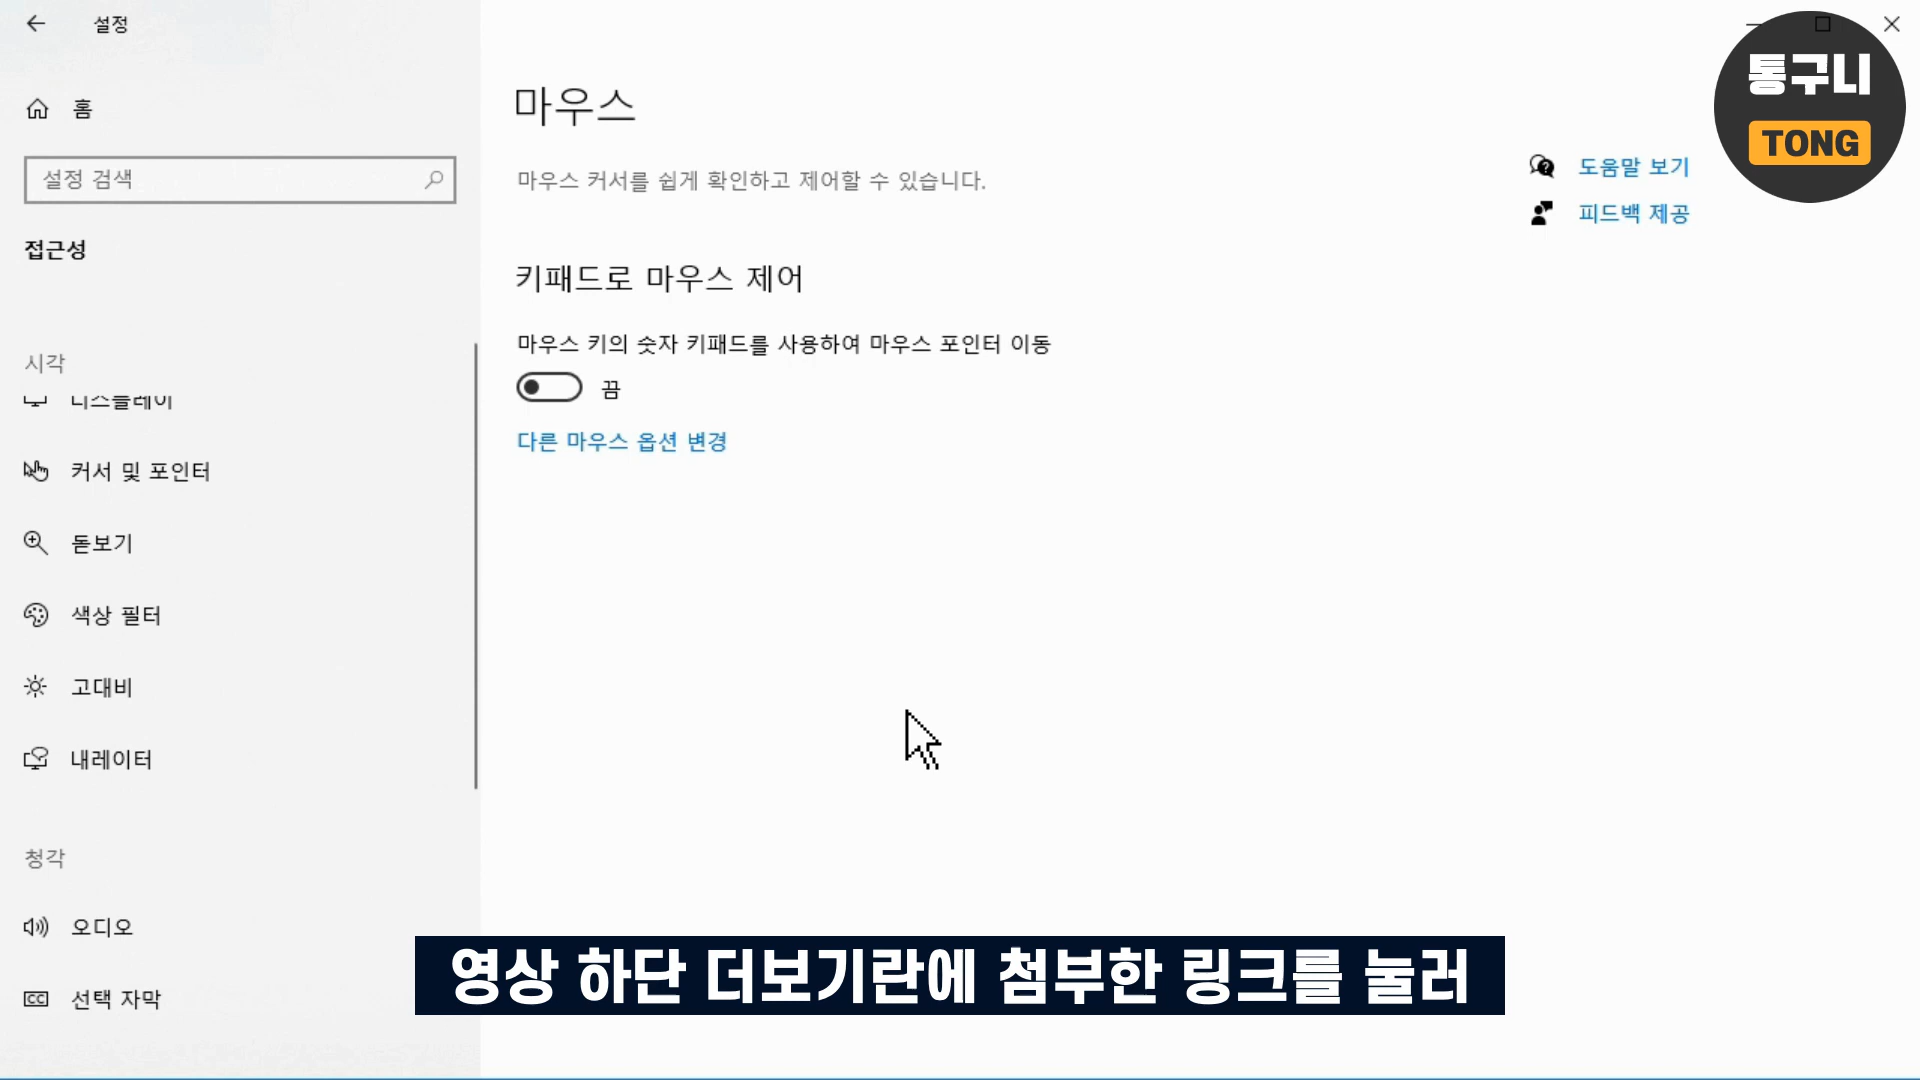 설정
홈
설정 검색
접근성
시각
디스플레이
커서 및 포인터
돋보기
색상 필터
고대비
내레이터
청각
오디오
선택 자막
마우스
마우스 커서를 쉽게 확인하고 제어할 수 있습니다.
키패드로 마우스 제어
마우스 키의 숫자 키패드를 사용하여 마우스 포인터 이동
끔
다른 마우스 옵션 변경
도움말 보기
피드백 제공
통구니
TONG
영상 하단 더보기란에 첨부한 링크를 눌러